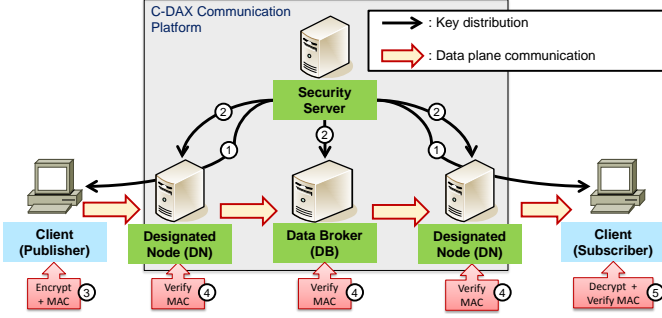 C-DAX Communication
Platform
: Key distribution
: Data plane communication
Security
Server
2
2
2
1
1
Client
(Publisher)
Designated
Node (DN)
Data Broker
(DB)
Designated
Node (DN)
Client
(Subscriber)
Encrypt
+ MAC
3
Verify
MAC
4
Verify
MAC
4
Verify
MAC
4
Decrypt +
Verify MAC
5